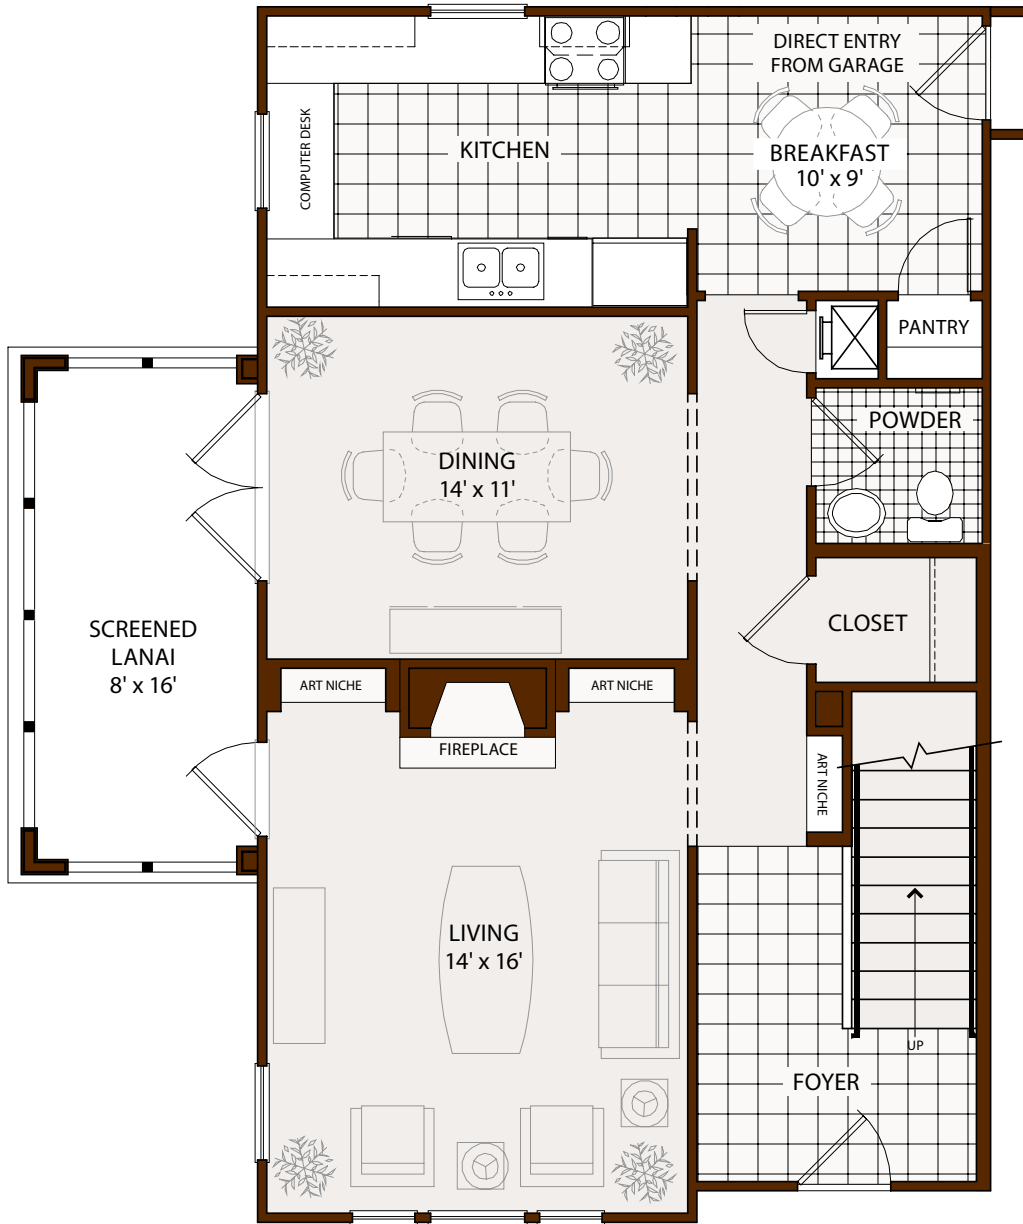 DIRECT ENTRY
FROM GARAGE
COMPUTER DESK
KITCHEN
BREAKFAST
10' x 9'
PANTRY
POWDER
DINING
14' x 11'
CLOSET
SCREENED
LANAI
8' x 16'
ART NICHE
ART NICHE
FIREPLACE
ART NICHE
LIVING
14' x 16'
UP
FOYER